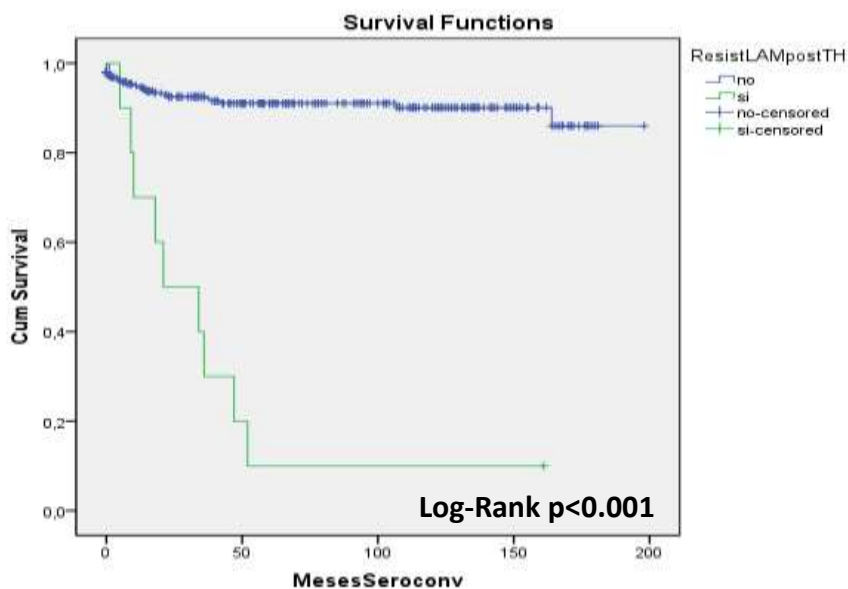 Survival Functions
ResistLAMpostTH
no
si
no-censored
si-censored
1,0
0,8
0,6
0,4
0,2
0,0
Cum Survival
Log-Rank p<0.001
0 50 100 150 200
MesesSeroconv